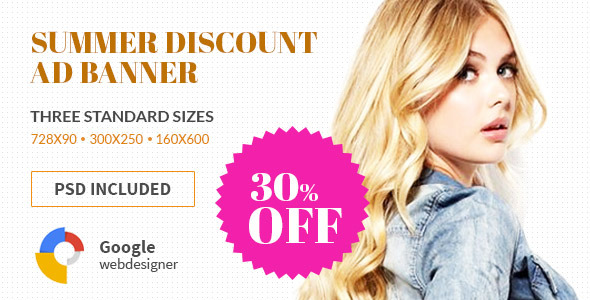 SUMMER DISCOUNT
AD BANNER
THREE STANDARD SIZES
728X90 • 300X250 • 160X600
PSD INCLUDED
30%
OFF
Google
webdesigner